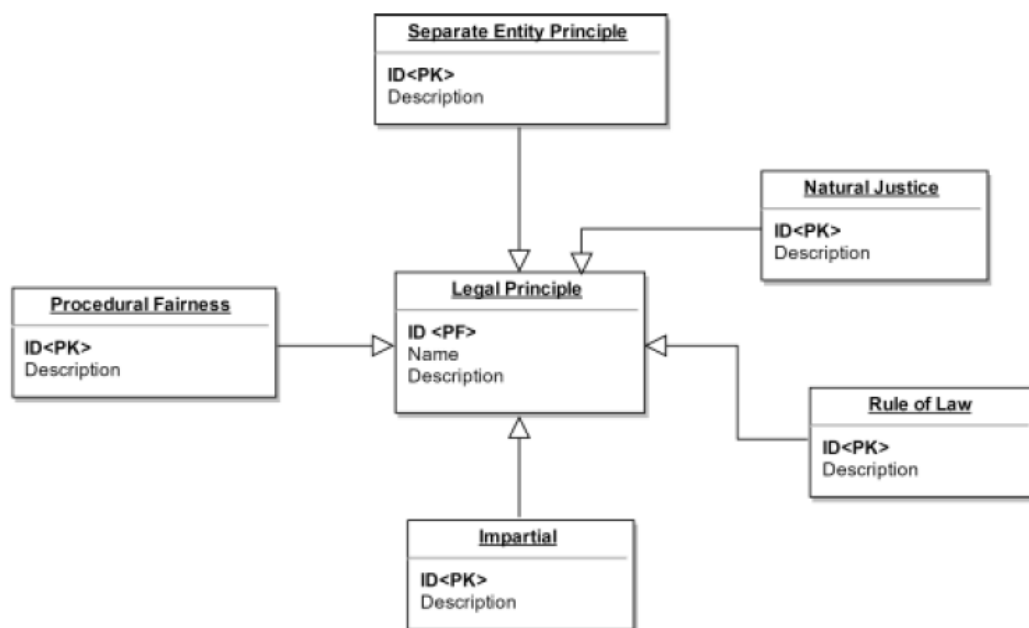 Separate Entity Principle
ID<PK>
Description
Natural Justice
ID<PK>
Description
Legal Principle
ID <PF>
Name
Description
Procedural Fairness
ID<PK>
Description
Rule of Law
ID<PK>
Description
Impartial
ID<PK>
Description